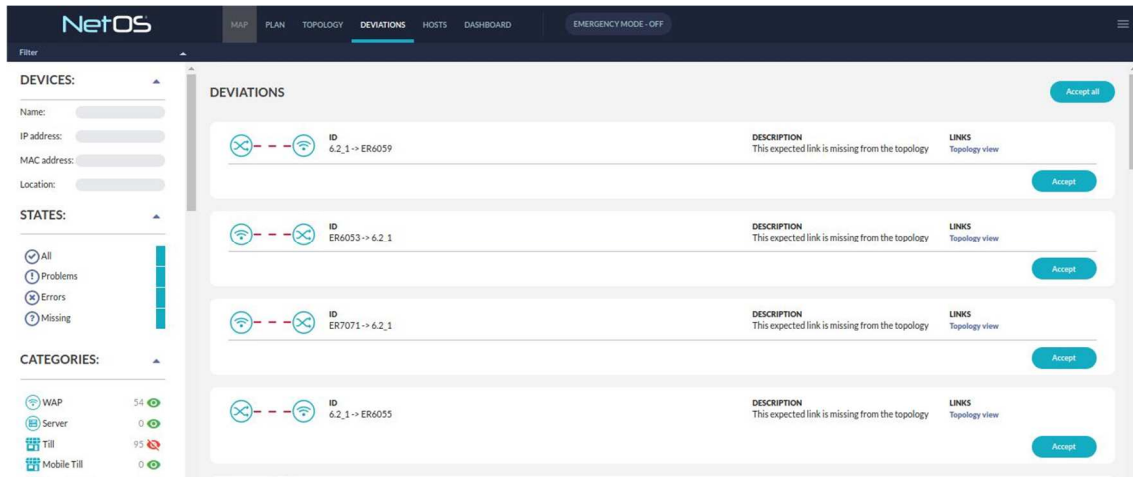 NetOS
MAP PLAN TOPOLOGY DEVIATIONS HOSTS DASHBOARD EMERGENCY MODE - OFF
Filter
DEVICES:
Name:
IP address:
MAC address:
Location:
STATES:
All
Problems
Errors
Missing
CATEGORIES:
WAP 54
Server 0
Till 95
Mobile Till 0
DEVIATIONS Accept all
ID DESCRIPTION LINKS
6.2_1 -> ER6059 This expected link is missing from the topology Topology view
Accept
ID DESCRIPTION LINKS
ER6053 -> 6.2 1 This expected link is missing from the topology Topology view
Accept
ID DESCRIPTION LINKS
ER7071 -> 6.2_1 This expected link is missing from the topology Topology view
Accept
ID DESCRIPTION LINKS
6.2_1 -> ER6055 This expected link is missing from the topology Topology view
Accept